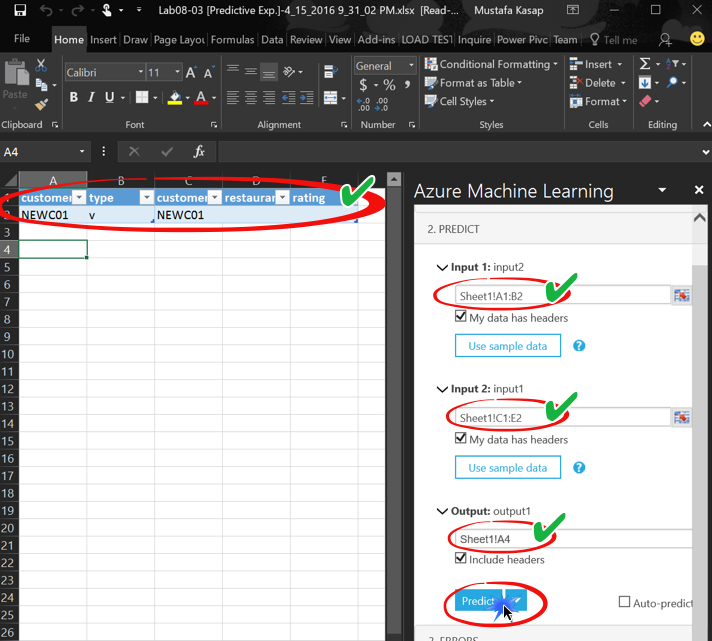 Lab08-03 [Predictive Exp.]-4_15_2016 9_31_02 PM.xlsx [Read-... Mustafa Kasap
File Home Insert Draw Page Layou Formulas Data Review View Add-ins LOAD TEST Inquire Power Pivc Team Tell me
Calibri 11 A A General Conditional Formatting Insert Σ
Paste B I U A $ % , Format as Table Delete
.00 Cell Styles Format
Clipboard Font Alignment Number Styles Cells Editing
A4 fx
A B C D E
1 customer type customer restauran rating
2 NEWC01 v NEWC01
3
4
5
6
7
8
9
10
11
12
13
14
15
16
17
18
19
20
21
22
23
24
25
26
Azure Machine Learning
2. PREDICT
Input 1: input2
Sheet1!A1:B2
My data has headers
Use sample data ?
Input 2: input1
Sheet1!C1:E2
My data has headers
Use sample data ?
Output: output1
Sheet1!A4
Include headers
Predict Auto-predict
3. ERRORS